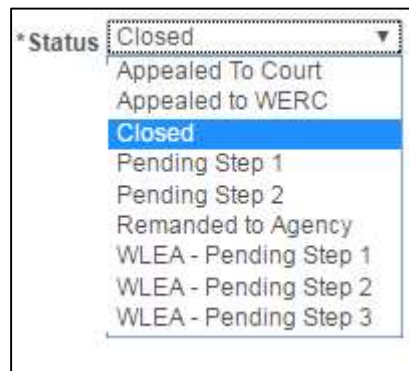 *Status Closed
Appealed To Court
Appealed to WERC
Closed
Pending Step 1
Pending Step 2
Remanded to Agency
WLEA - Pending Step 1
WLEA - Pending Step 2
WLEA - Pending Step 3